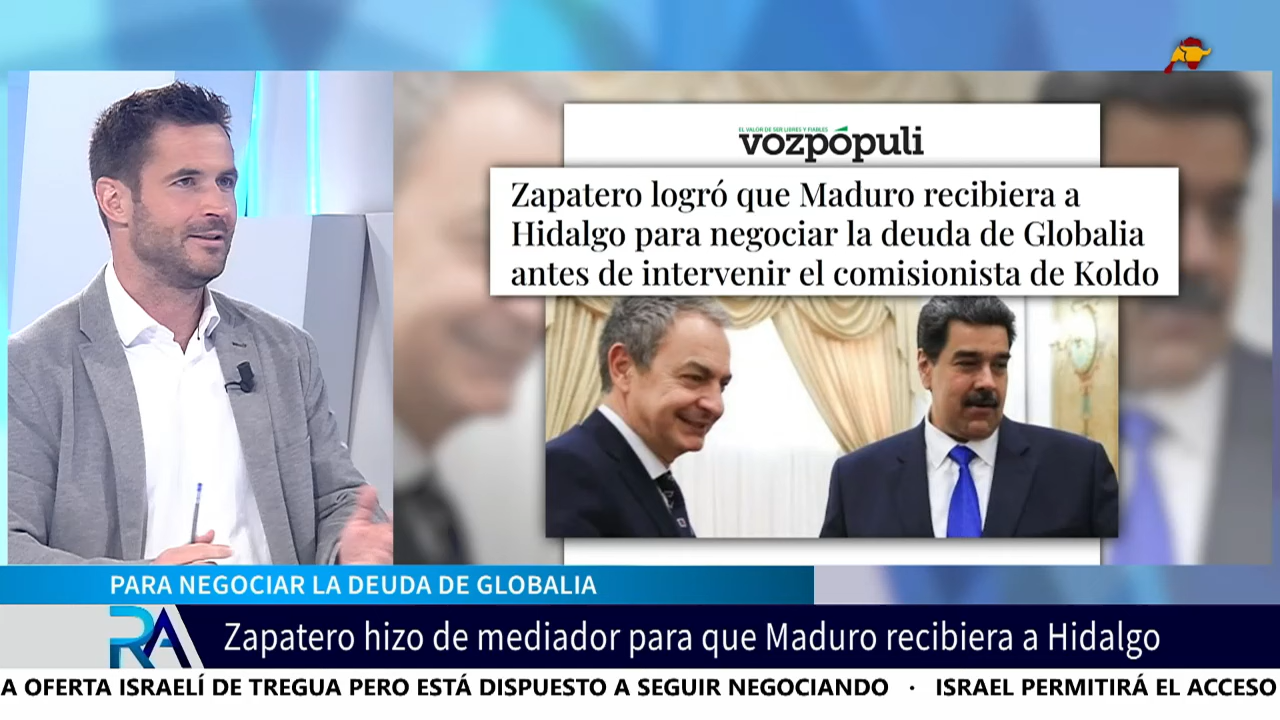 EL VALOR DE SER LIBRES Y FIABLES
vozpópuli
Zapatero logró que Maduro recibiera a
Hidalgo para negociar la deuda de Globalia
antes de intervenir el comisionista de Koldo
PARA NEGOCIAR LA DEUDA DE GLOBALIA
RA
Zapatero hizo de mediador para que Maduro recibiera a Hidalgo
A OFERTA ISRAELÍ DE TREGUA PERO ESTÁ DISPUESTO A SEGUIR NEGOCIANDO · ISRAEL PERMITIRÁ EL ACCESO